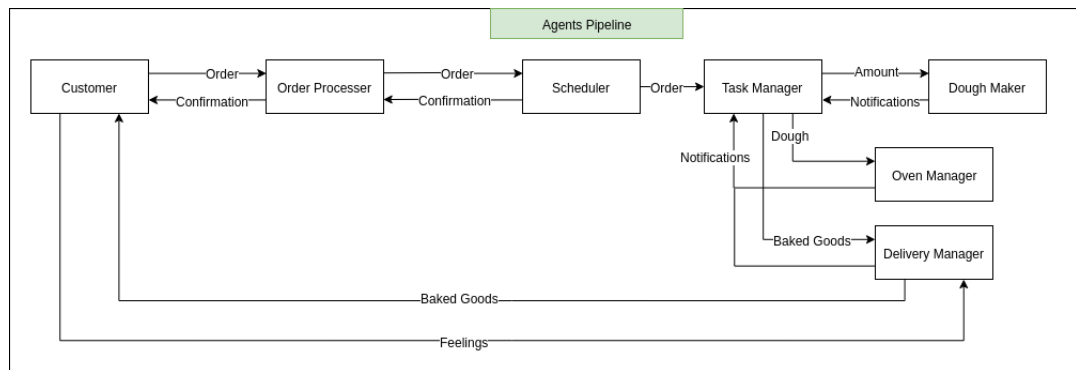 Agents Pipeline
Customer
Order
Confirmation
Order Processer
Order
Confirmation
Scheduler
Order
Task Manager
Amount
Notifications
Dough Maker
Dough
Notifications
Oven Manager
Baked Goods
Delivery Manager
Baked Goods
Feelings